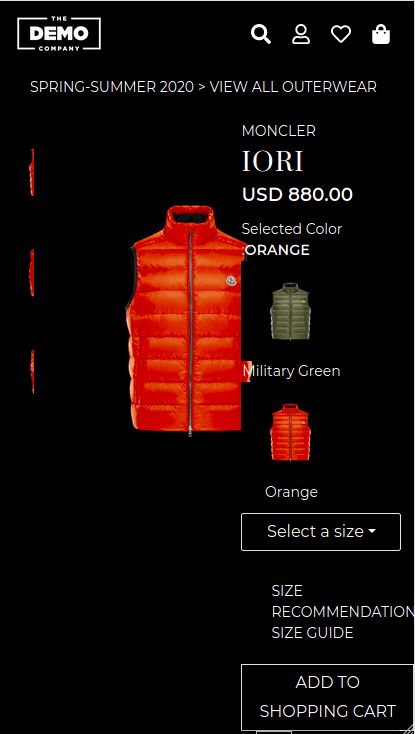 THE
DEMO
COMPANY
SPRING-SUMMER 2020 > VIEW ALL OUTERWEAR
MONCLER
IORI
USD 880.00
Selected Color
:ORANGE
Military Green
Orange
Select a size
SIZE
RECOMMENDATION
SIZE GUIDE
ADD TO
SHOPPING CART